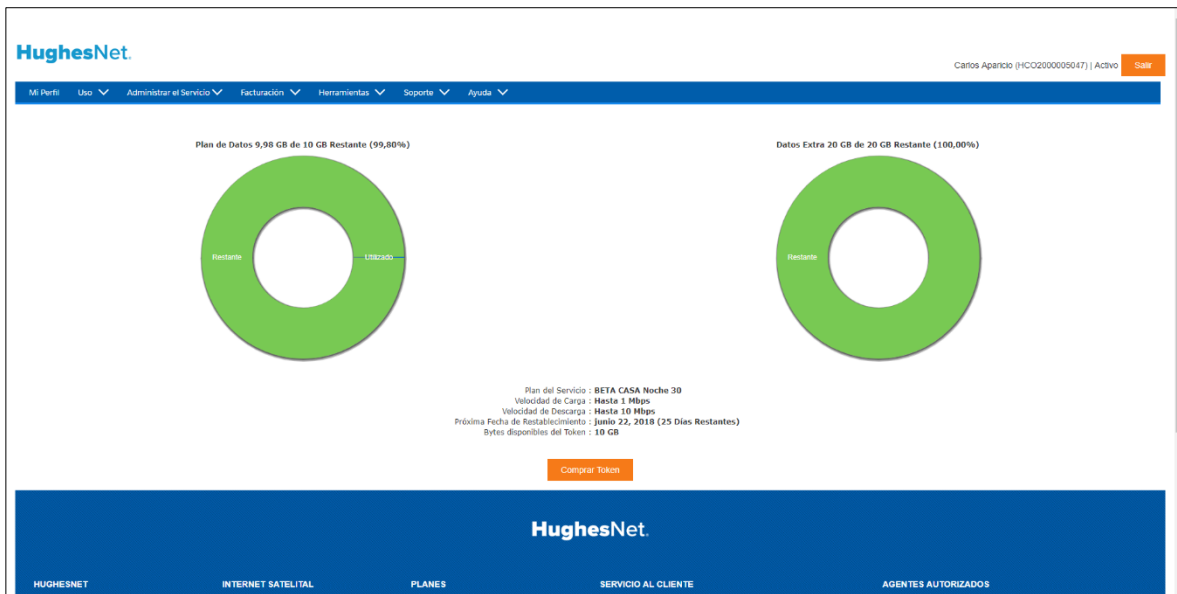 HughesNet.
Carlos Aparicio (HCO2000005047) | Activo
Salir
Mi Perfil Uso Administrar el Servicio Facturación Herramientas Soporte Ayuda
Plan de Datos 9,98 GB de 10 GB Restante (99,80%)
Datos Extra 20 GB de 20 GB Restante (100,00%)
Restante
Utilizado
Restante
Plan del Servicio : BETA CASA Noche 30
Velocidad de Carga : Hasta 1 Mbps
Velocidad de Descarga : Hasta 10 Mbps
Próxima Fecha de Restablecimiento : junio 22, 2018 (25 Días Restantes)
Bytes disponibles del Token : 10 GB
Comprar Token
HughesNet.
HUGHESNET
INTERNET SATELITAL
PLANES
SERVICIO AL CLIENTE
AGENTES AUTORIZADOS